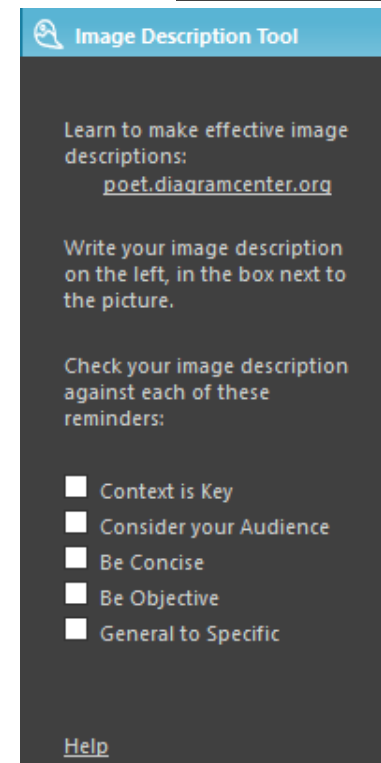 Image Description Tool
Learn to make effective image
descriptions:
poet.diagramcenter.org
Write your image description
on the left, in the box next to
the picture.
Check your image description
against each of these
reminders:
Context is Key
Consider your Audience
Be Concise
Be Objective
General to Specific
Help